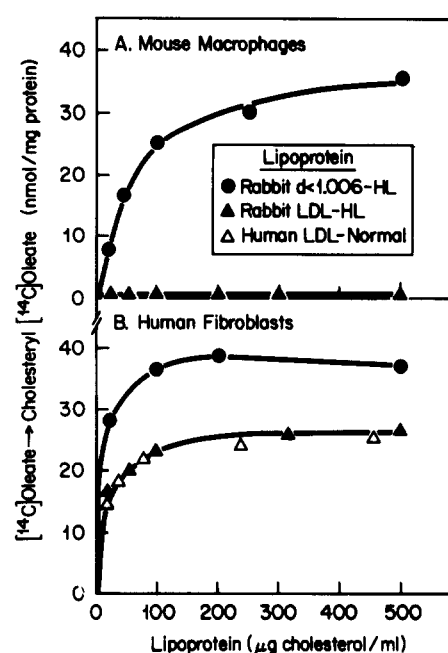 [¹⁴C]Oleate→Cholesteryl [¹⁴C]Oleate (nmol/mg protein)
A. Mouse Macrophages
40
30
20
10
0
Lipoprotein
● Rabbit d<1.006-HL
▲ Rabbit LDL-HL
△ Human LDL-Normal
B. Human Fibroblasts
40
30
20
10
0
0 100 200 300 400 500
Lipoprotein (μg cholesterol/ml)